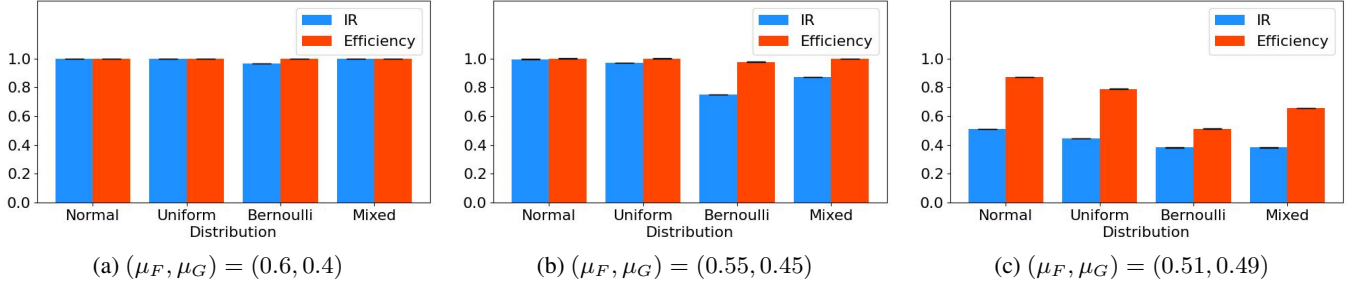 IR
Efficiency
1.0
0.8
0.6
0.4
0.2
0.0
Normal Uniform Bernoulli Mixed
Distribution
(a) (μ_F, μ_G) = (0.6, 0.4)
IR
Efficiency
1.0
0.8
0.6
0.4
0.2
0.0
Normal Uniform Bernoulli Mixed
Distribution
(b) (μ_F, μ_G) = (0.55, 0.45)
IR
Efficiency
1.0
0.8
0.6
0.4
0.2
0.0
Normal Uniform Bernoulli Mixed
Distribution
(c) (μ_F, μ_G) = (0.51, 0.49)